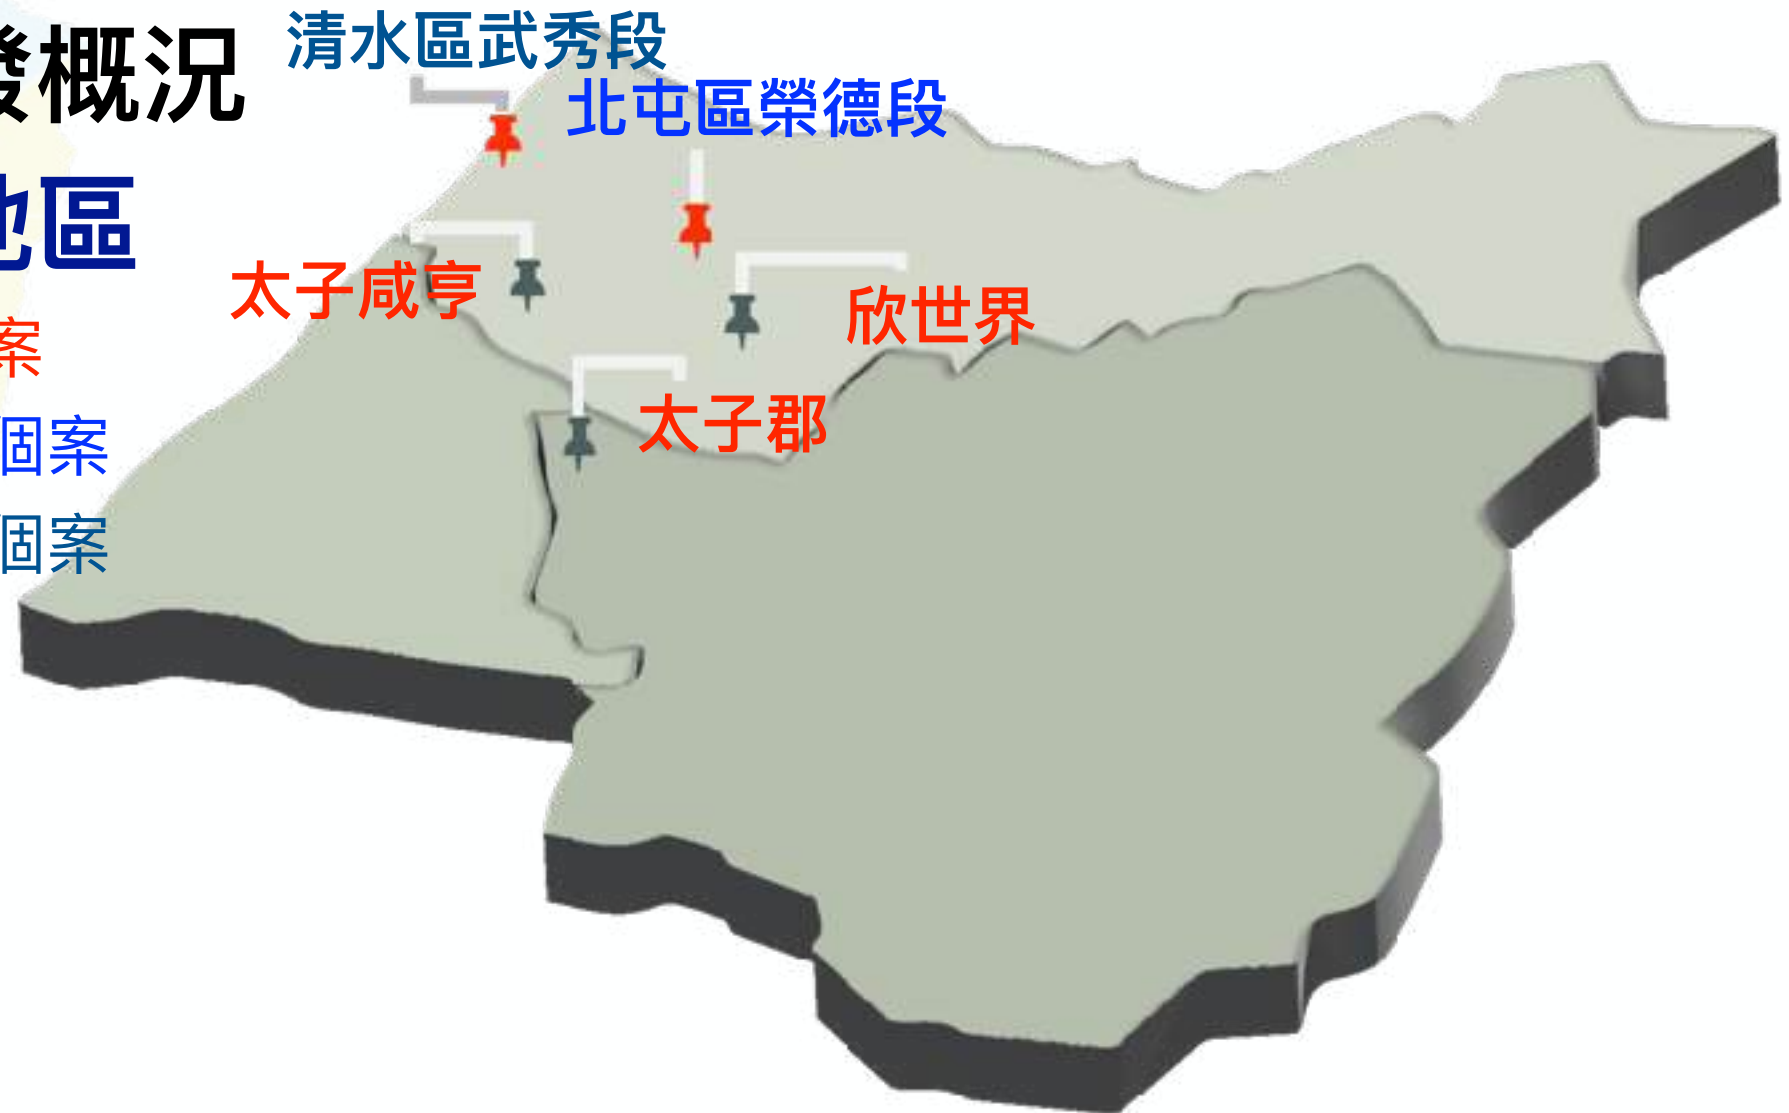 發概況
地區
案
個案
個案
清水區武秀段
北屯區榮德段
太子咸亨
欣世界
太子郡